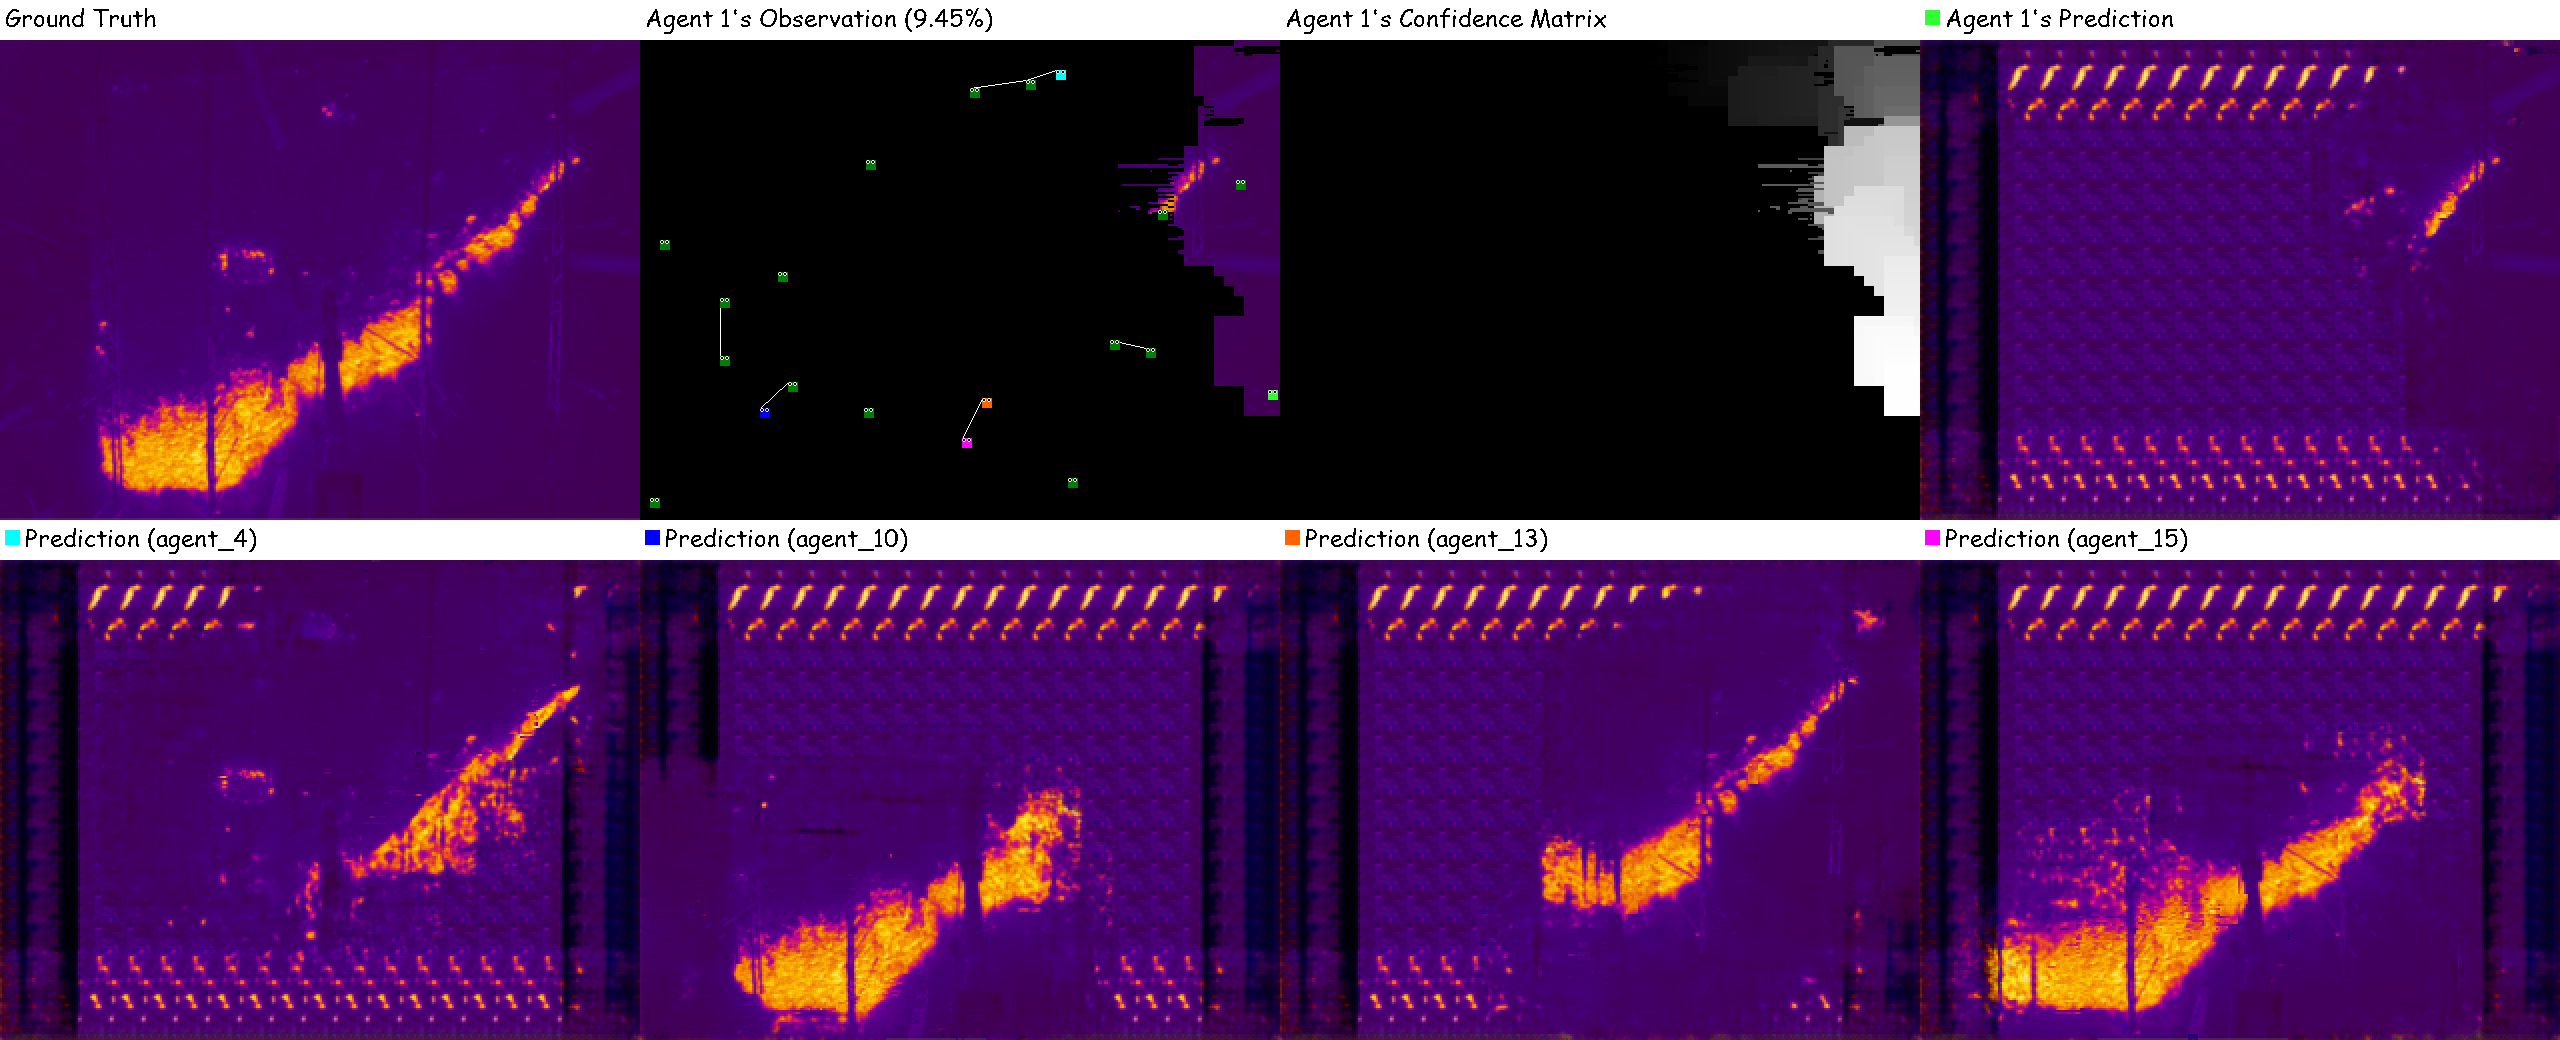 Ground Truth
Agent 1's Observation (9.45%)
Agent 1's Confidence Matrix
Agent 1's Prediction
Prediction (agent_4)
Prediction (agent_10)
Prediction (agent_13)
Prediction (agent_15)